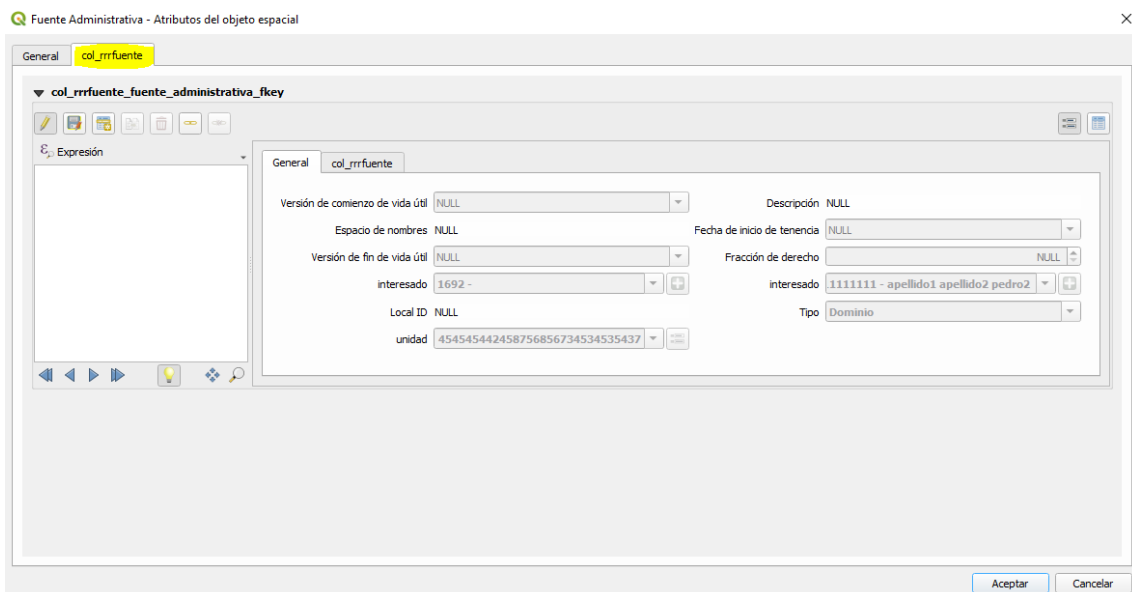 Fuente Administrativa - Atributos del objeto espacial
General col_rrrfuente
col_rrrfuente_fuente_administrativa_fkey
Expresión
General col_rrrfuente
Versión de comienzo de vida útil NULL Descripción NULL
Espacio de nombres NULL Fecha de inicio de tenencia NULL
Versión de fin de vida útil NULL Fracción de derecho NULL
interesado 1692 - interesado 1111111 - apellido1 apellido2 pedro2
Local ID NULL Tipo Dominio
unidad 454545442458756856734534535437
Aceptar Cancelar